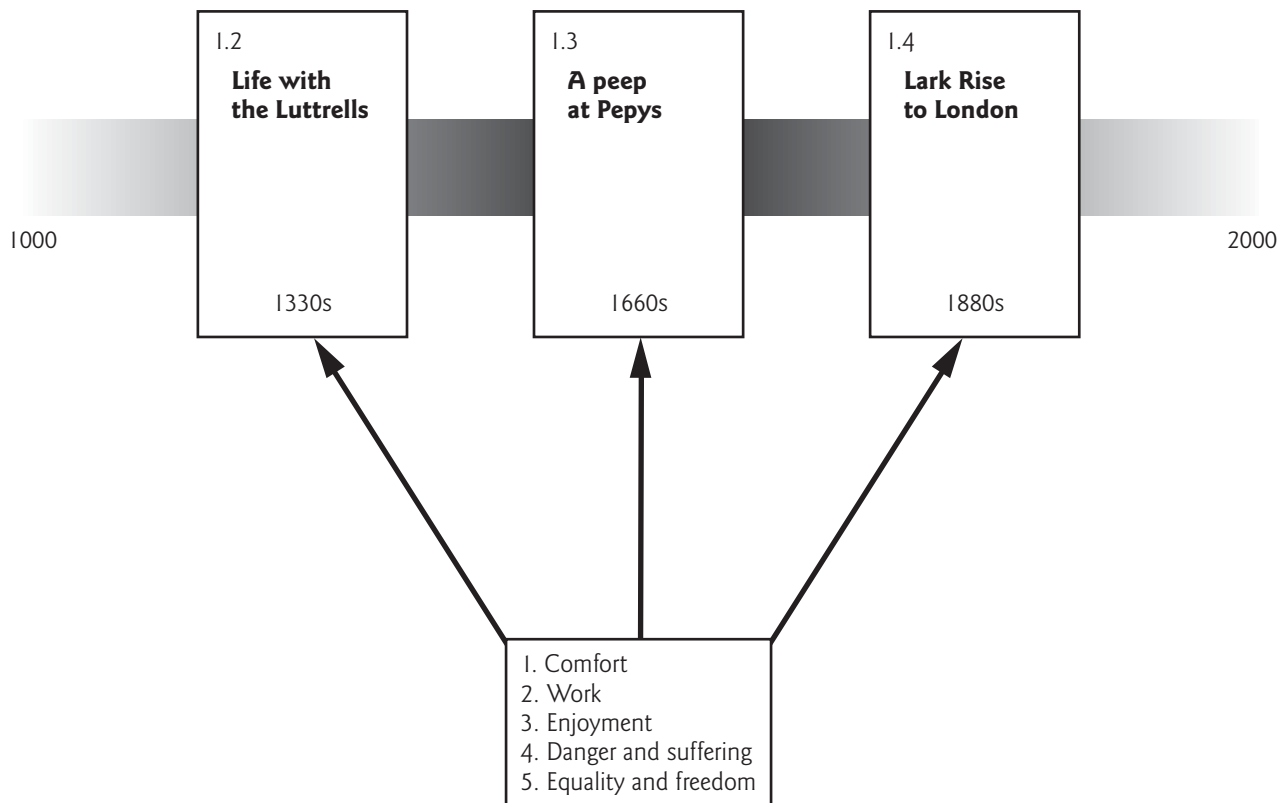 1.2
Life with
the Luttrells
1330s
1.3
A peep
at Pepys
1660s
1.4
Lark Rise
to London
1880s
1000
2000
1. Comfort
2. Work
3. Enjoyment
4. Danger and suffering
5. Equality and freedom